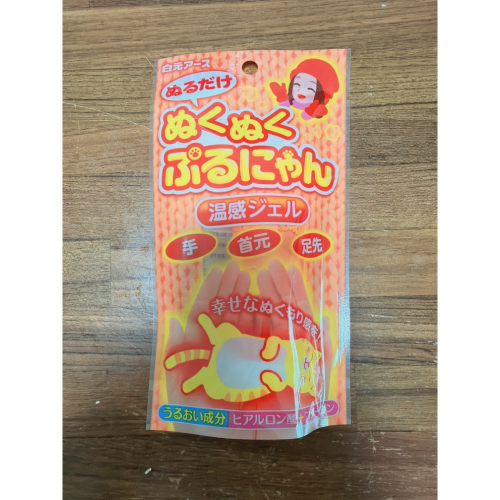 白元アース
ぬるだけ
ぬくぬく
ぷるにゃん
温感ジェル
手 首元 足先
幸せなぬくもり感を
うるおい成分 ヒアルロン酸